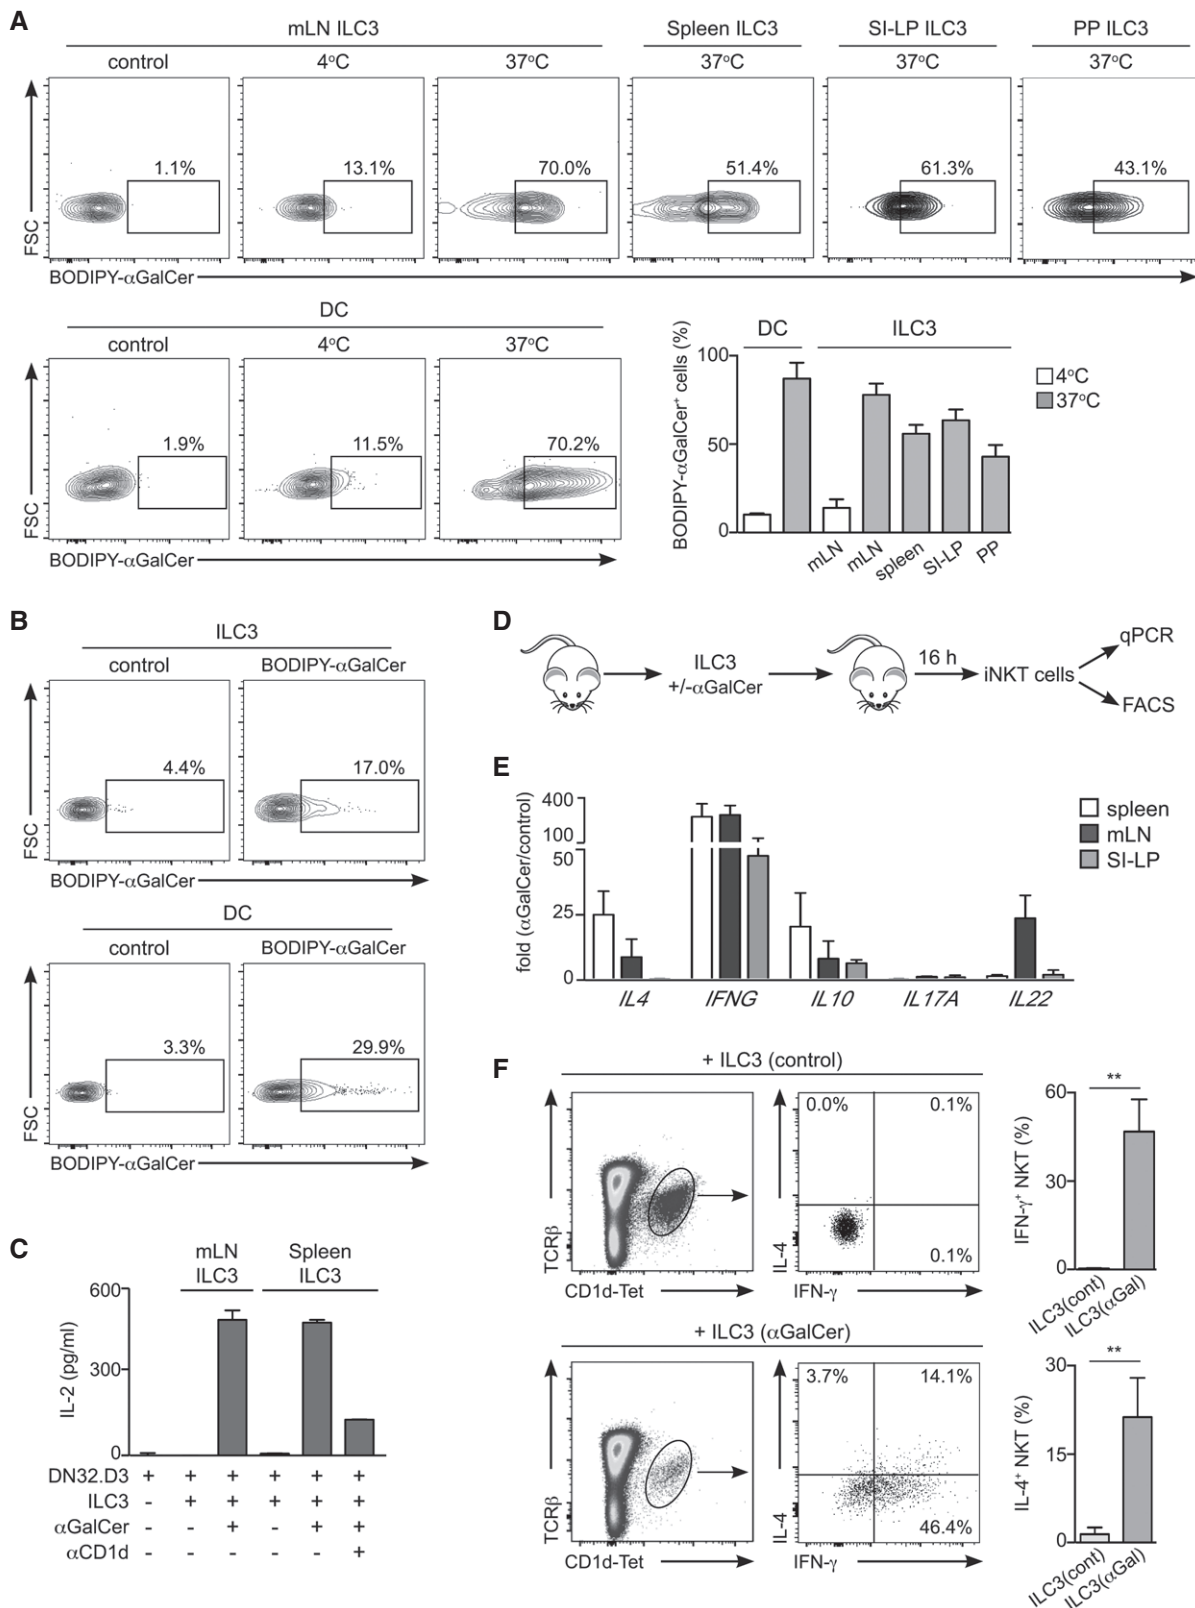 A
mLN ILC3
Spleen ILC3
SI-LP ILC3
PP ILC3
control
4°C
37°C
37°C
37°C
37°C
1.1%
13.1%
70.0%
51.4%
61.3%
43.1%
FSC
BODIPY-αGalCer
DC
control
4°C
37°C
1.9%
11.5%
70.2%
FSC
BODIPY-αGalCer
BODIPY-αGalCer⁺ cells (%)
DC
ILC3
100
50
0
mLN
mLN
spleen
SI-LP
PP
4°C
37°C
B
ILC3
control
BODIPY-αGalCer
4.4%
17.0%
FSC
BODIPY-αGalCer
DC
control
BODIPY-αGalCer
3.3%
29.9%
FSC
BODIPY-αGalCer
C
mLN
ILC3
Spleen
ILC3
IL-2 (pg/ml)
600
300
0
DN32.D3 + + + + + +
ILC3 - + + + + +
αGalCer - - + - + +
αCD1d - - - - - +
D
ILC3
+/-αGalCer
16 h
iNKT cells
qPCR
FACS
E
fold (αGalCer/control)
400
100
50
25
0
IL4
IFNG
IL10
IL17A
IL22
spleen
mLN
SI-LP
F
+ ILC3 (control)
TCRβ
CD1d-Tet
0.0%
0.1%
0.1%
IL-4
IFN-γ
IFN-γ⁺ NKT (%)
60
30
0
**
ILC3(cont)
ILC3(αGal)
+ ILC3 (αGalCer)
TCRβ
CD1d-Tet
3.7%
14.1%
46.4%
IL-4
IFN-γ
IL-4⁺ NKT (%)
30
15
0
**
ILC3(cont)
ILC3(αGal)